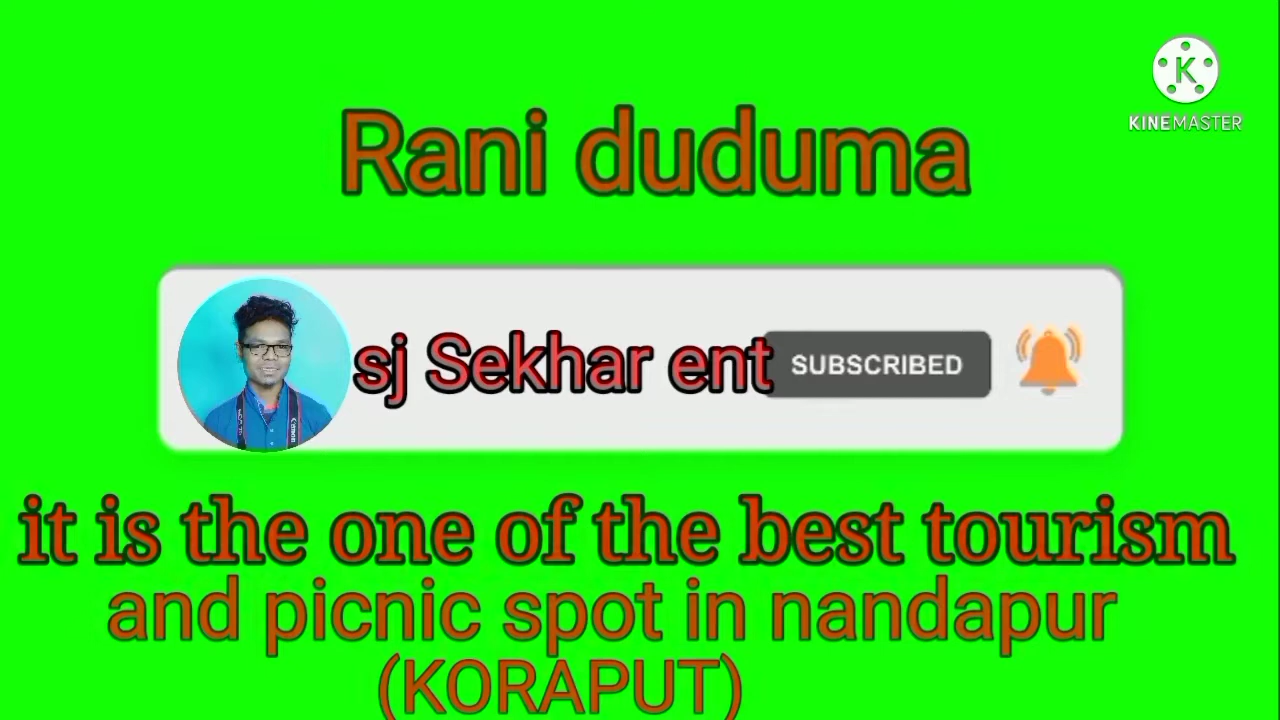 KINEMASTER
Rani duduma
sj Sekhar ent
SUBSCRIBED
it is the one of the best tourism
and picnic spot in nandapur
(KORAPUT)